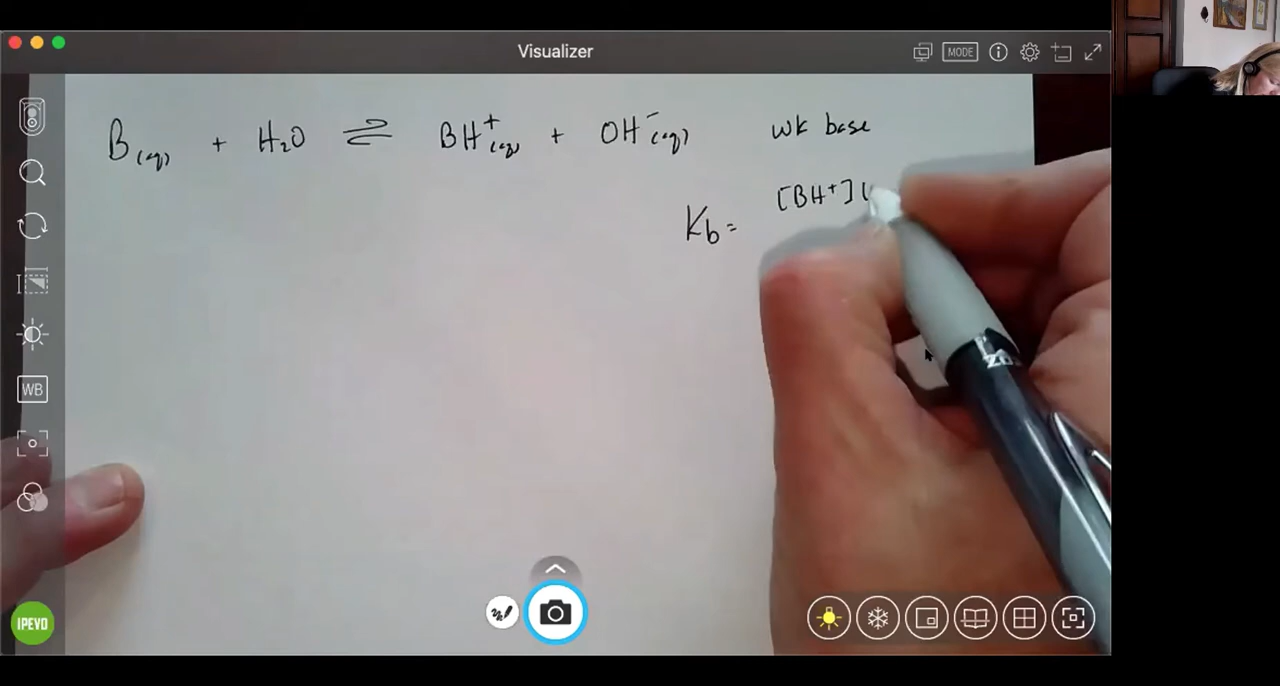 Visualizer
MODE
B(aq) + H₂O ⇌ BH⁺(aq) + OH⁻(aq) wk base
[BH⁺] [
Kb =
WB
IPEVO